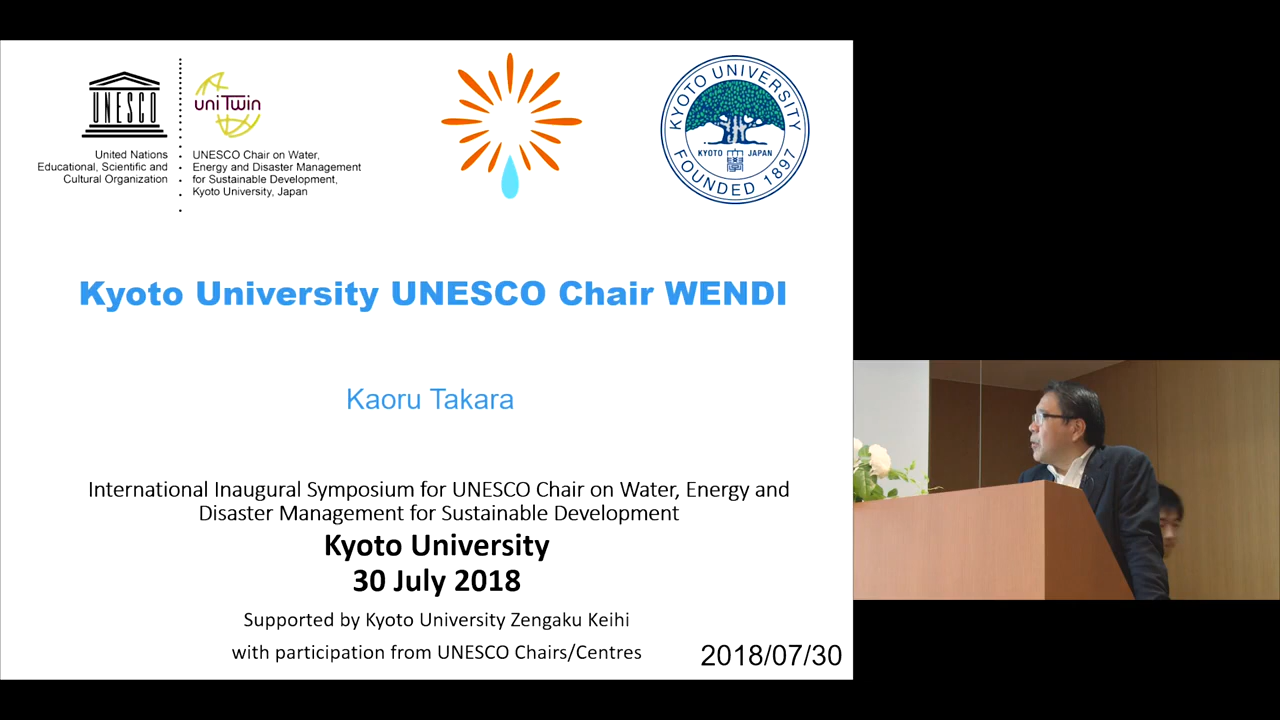 UNESCO
United Nations
Educational, Scientific and
Cultural Organization
uniTwin
UNESCO Chair on Water,
Energy and Disaster Management
for Sustainable Development,
Kyoto University, Japan
KYOTO UNIVERSITY
KYOTO JAPAN
FOUNDED 1897
Kyoto University UNESCO Chair WENDI
Kaoru Takara
International Inaugural Symposium for UNESCO Chair on Water, Energy and
Disaster Management for Sustainable Development
Kyoto University
30 July 2018
Supported by Kyoto University Zengaku Keihi
with participation from UNESCO Chairs/Centres
2018/07/30